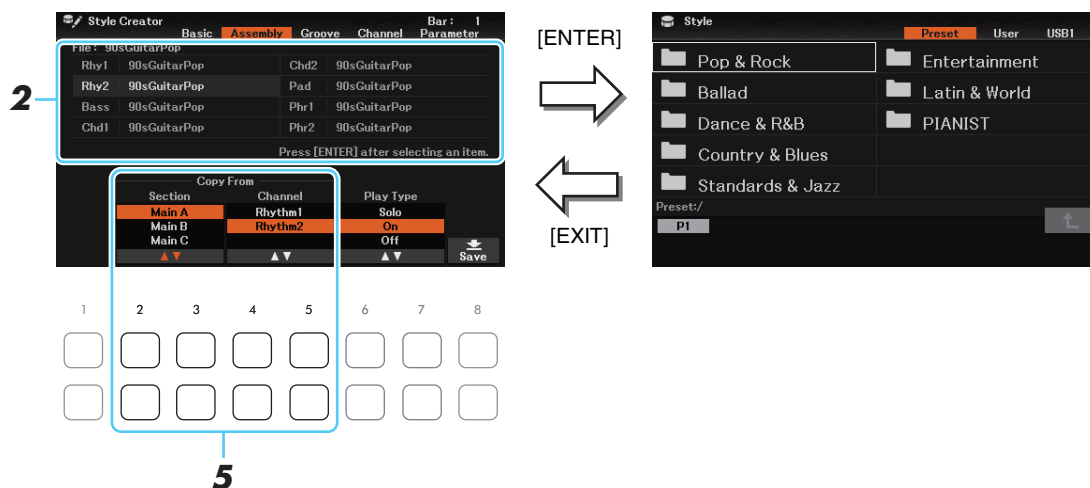 Style Creator Bar: 1
Basic Assembly Groove Channel Parameter
File: 90sGuitarPop
Rhy1 90sGuitarPop Chd2 90sGuitarPop
Rhy2 90sGuitarPop Pad 90sGuitarPop
Bass 90sGuitarPop Phr1 90sGuitarPop
Chd1 90sGuitarPop Phr2 90sGuitarPop
Press [ENTER] after selecting an item.
Copy From
Section Channel Play Type
Main A Rhythm1 Solo
Main B Rhythm2 On
Main C Off
Save
2
1 2 3 4 5 6 7 8
5
[ENTER]
[EXIT]
Style
Preset User USB1
Pop & Rock Entertainment
Ballad Latin & World
Dance & R&B PIANIST
Country & Blues
Standards & Jazz
Preset:/
P1